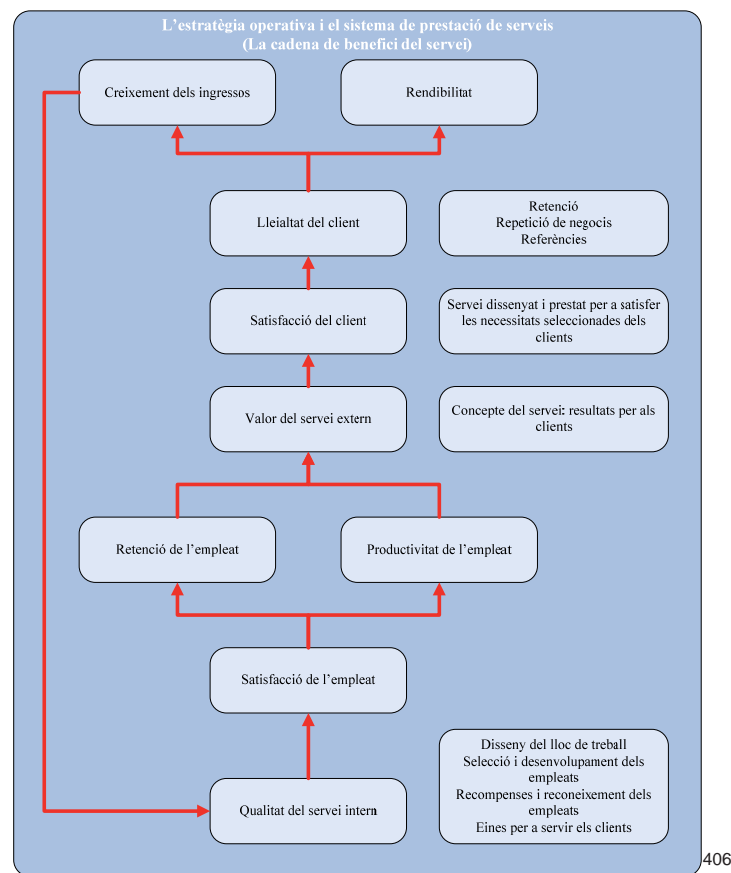 L'estratègia operativa i el sistema de prestació de serveis
(La cadena de benefici del servei)
Creixement dels ingressos
Rendibilitat
Lleialtat del client
Retenció
Repetició de negocis
Referències
Satisfacció del client
Servei dissenyat i prestat per a satisfer
les necessitats seleccionades dels
clients
Valor del servei extern
Concepte del servei: resultats per als
clients
Retenció de l'empleat
Productivitat de l'empleat
Satisfacció de l'empleat
Disseny del lloc de treball
Selecció i desenvolupament dels
empleats
Recompenses i reconeixement dels
empleats
Eines per a servir els clients
Qualitat del servei intern
406